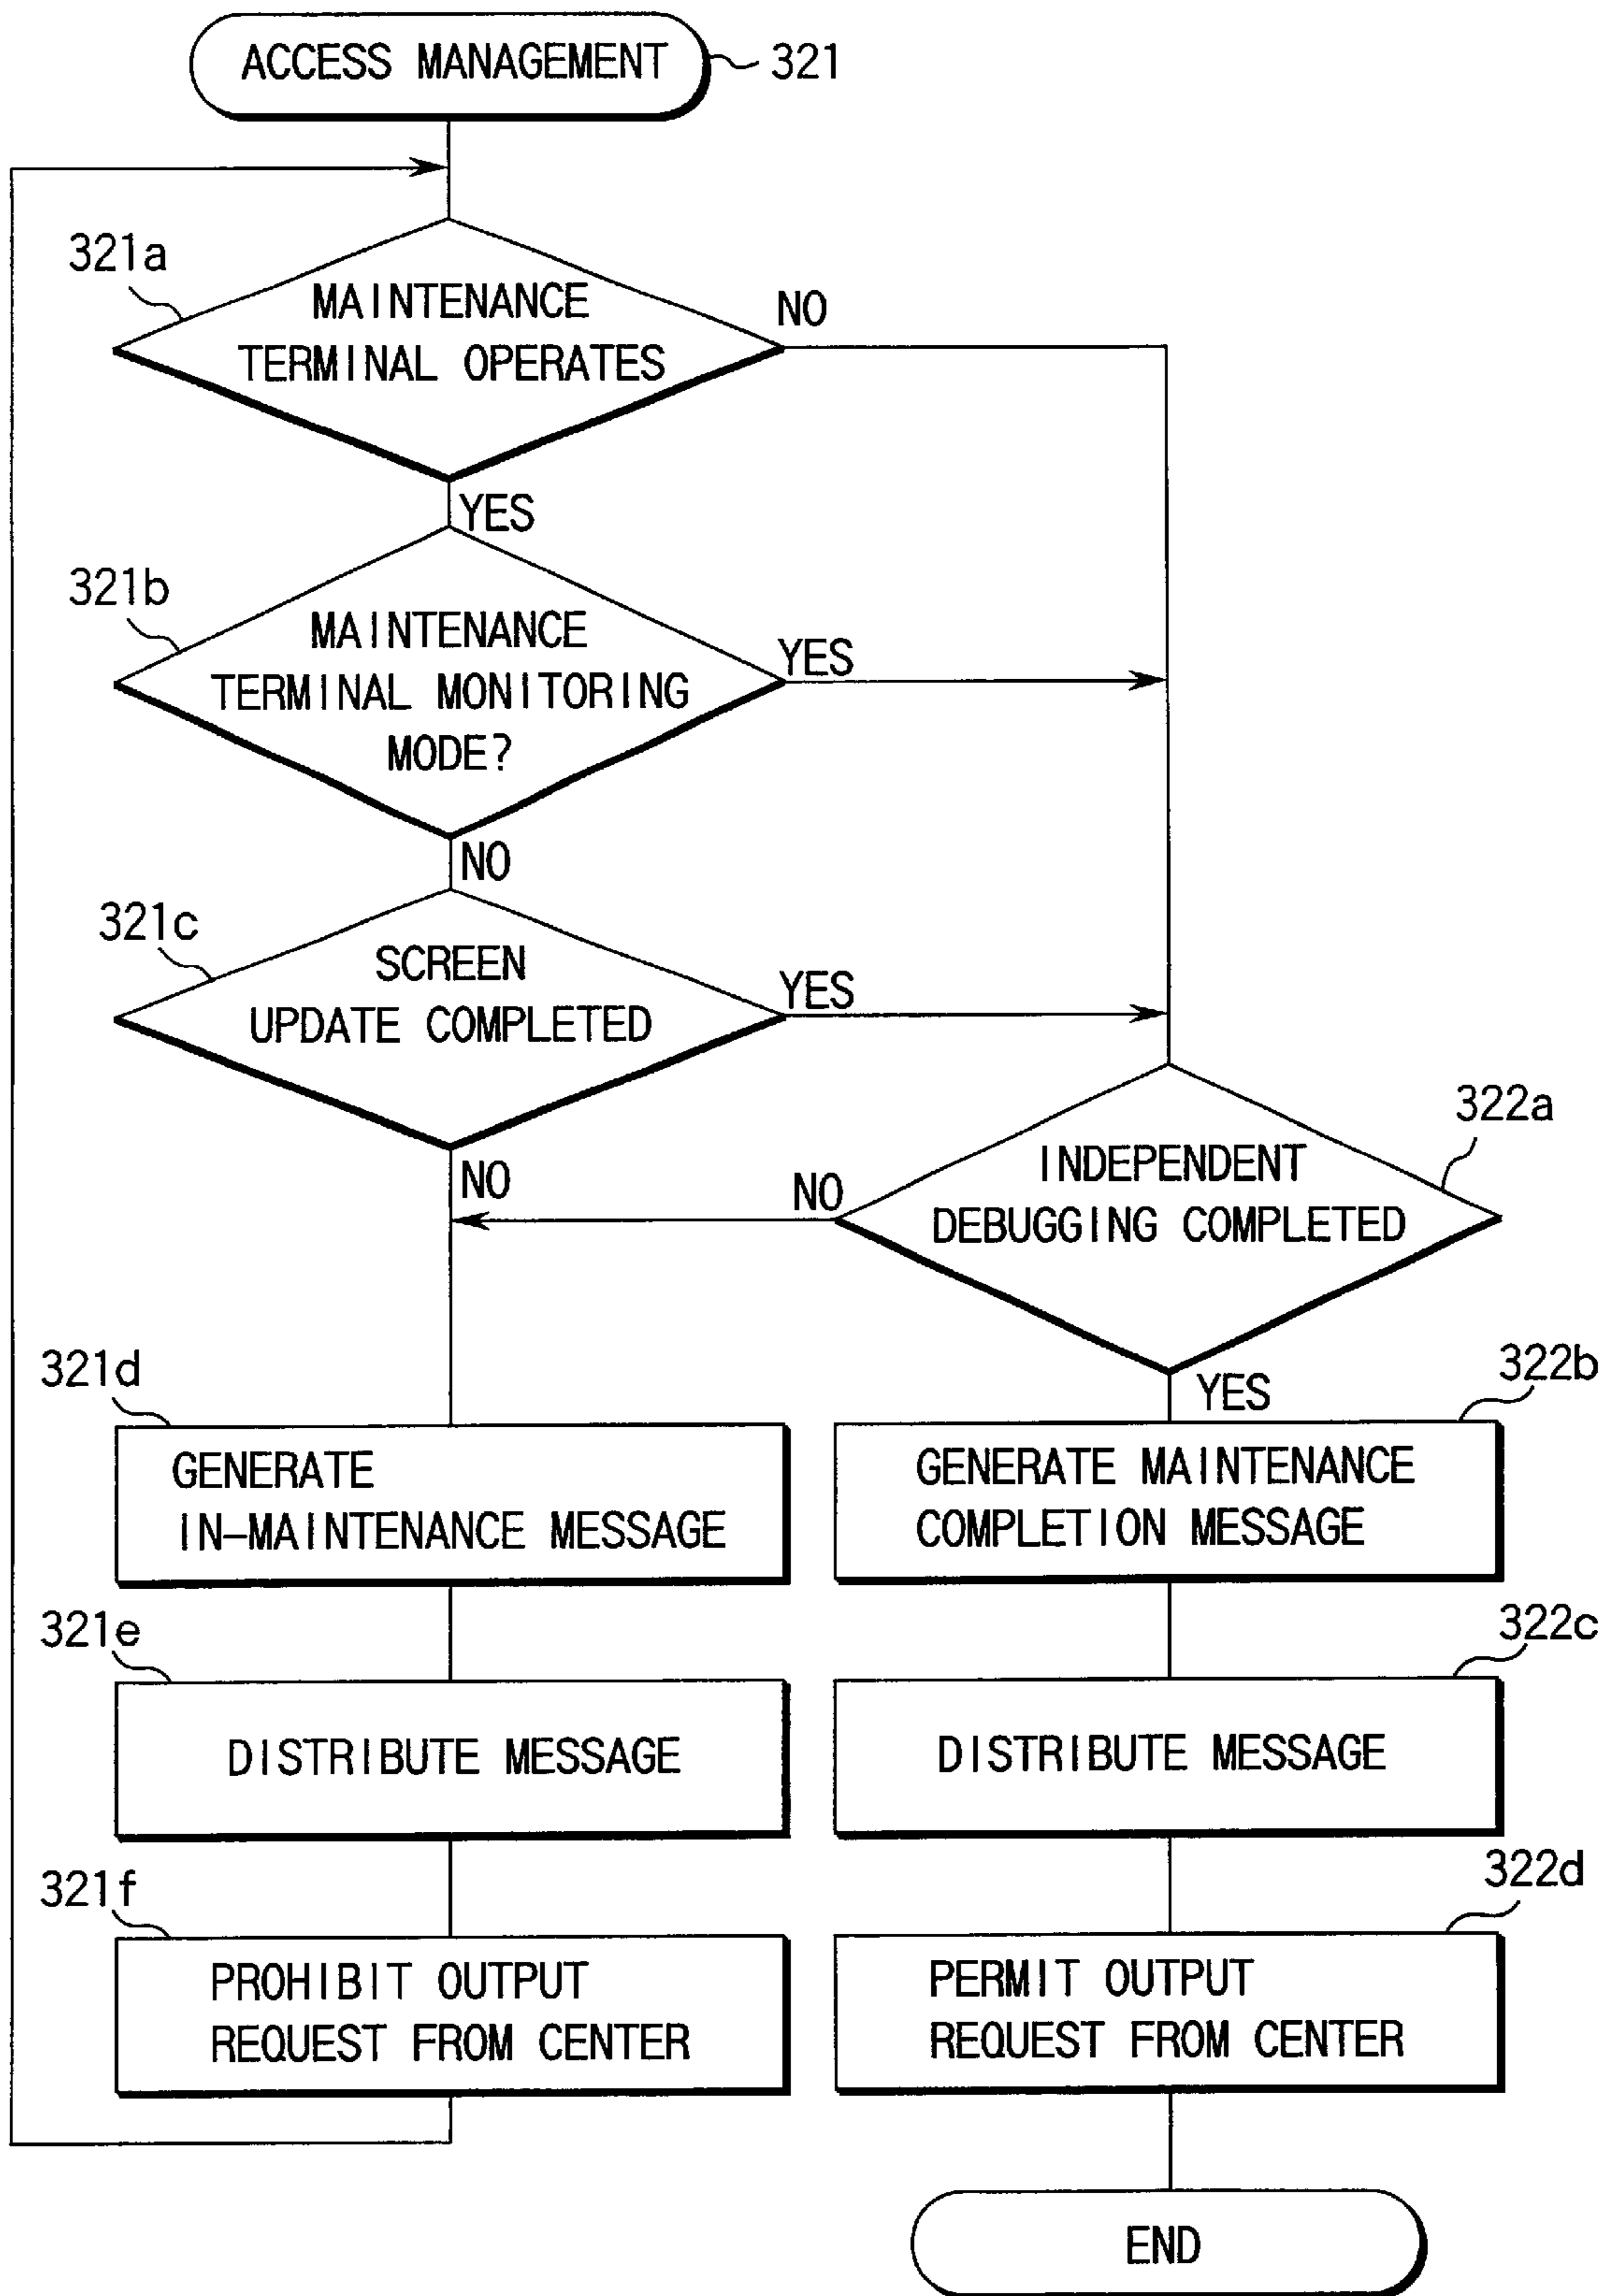 ACCESS MANAGEMENT
321
321a
MAINTENANCE
TERMINAL OPERATES
NO
YES
321b
MAINTENANCE
TERMINAL MONITORING
MODE?
YES
NO
321c
SCREEN
UPDATE COMPLETED
YES
NO
322a
INDEPENDENT
DEBUGGING COMPLETED
NO
YES
321d
GENERATE
IN-MAINTENANCE MESSAGE
322b
GENERATE MAINTENANCE
COMPLETION MESSAGE
321e
DISTRIBUTE MESSAGE
322c
DISTRIBUTE MESSAGE
321f
PROHIBIT OUTPUT
REQUEST FROM CENTER
322d
PERMIT OUTPUT
REQUEST FROM CENTER
END